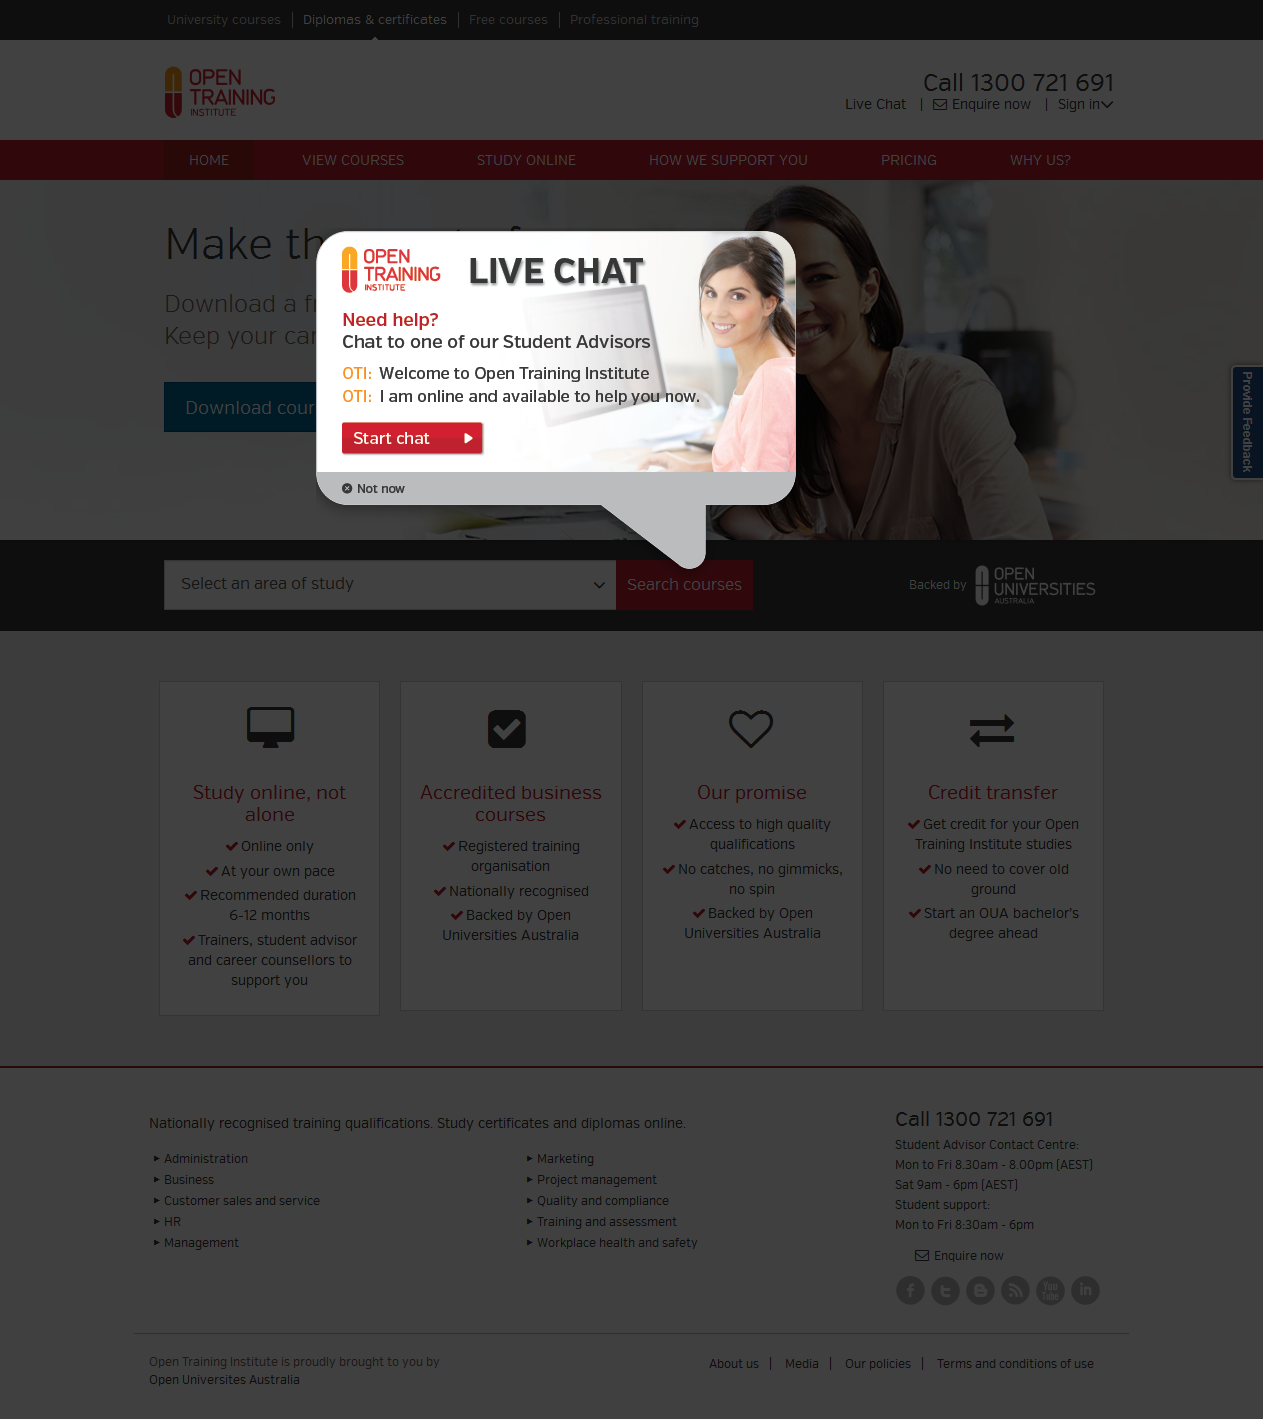 University courses
Diplomas & certificates
Free courses
Professional training
OPEN
TRAINING
INSTITUTE
Call 1300 721 691
Live Chat
Enquire now
Sign in
HOME
VIEW COURSES
STUDY ONLINE
HOW WE SUPPORT YOU
PRICING
WHY US?
Make th
Download a fr
Keep your car
Download cour
OPEN
TRAINING
INSTITUTE
LIVE CHAT
Need help?
Chat to one of our Student Advisors
OTI: Welcome to Open Training Institute
OTI: I am online and available to help you now.
Start chat
Not now
Provide Feedback
Select an area of study
Search courses
Backed by
OPEN
UNIVERSITIES
AUSTRALIA
Study online, not
alone
Online only
At your own pace
Recommended duration
6-12 months
Trainers, student advisor
and career counsellors to
support you
Accredited business
courses
Registered training
organisation
Nationally recognised
Backed by Open
Universities Australia
Our promise
Access to high quality
qualifications
No catches, no gimmicks,
no spin
Backed by Open
Universities Australia
Credit transfer
Get credit for your Open
Training Institute studies
No need to cover old
ground
Start an OUA bachelor's
degree ahead
Nationally recognised training qualifications. Study certificates and diplomas online.
Administration
Business
Customer sales and service
HR
Management
Marketing
Project management
Quality and compliance
Training and assessment
Workplace health and safety
Call 1300 721 691
Student Advisor Contact Centre:
Mon to Fri 8.30am - 8.00pm (AEST)
Sat 9am - 6pm (AEST)
Student support:
Mon to Fri 8:30am - 6pm
Enquire now
You
Tube
in
Open Training Institute is proudly brought to you by
Open Universites Australia
About us
Media
Our policies
Terms and conditions of use